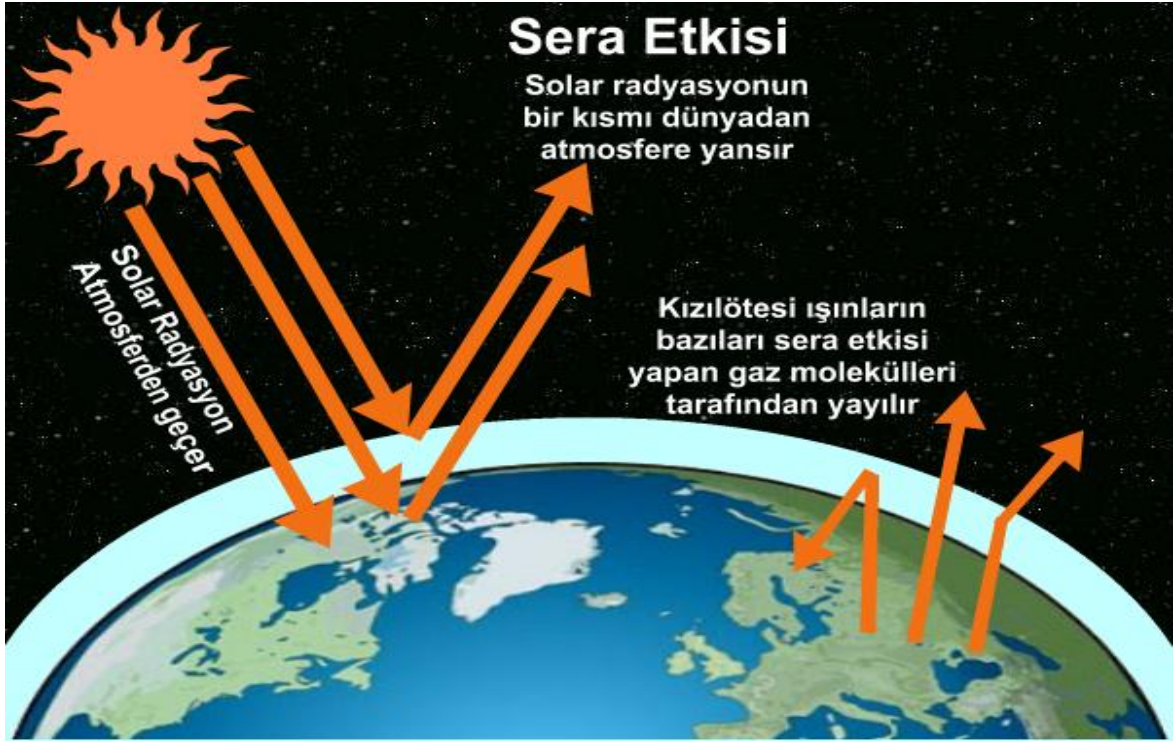 Sera Etkisi
Solar radyasyonun
bir kısmı dünyadan
atmosfere yansır
Solar Radyasyon
Atmosferden geçer
Kızılötesi ışınların
bazıları sera etkisi
yapan gaz molekülleri
tarafından yayılır